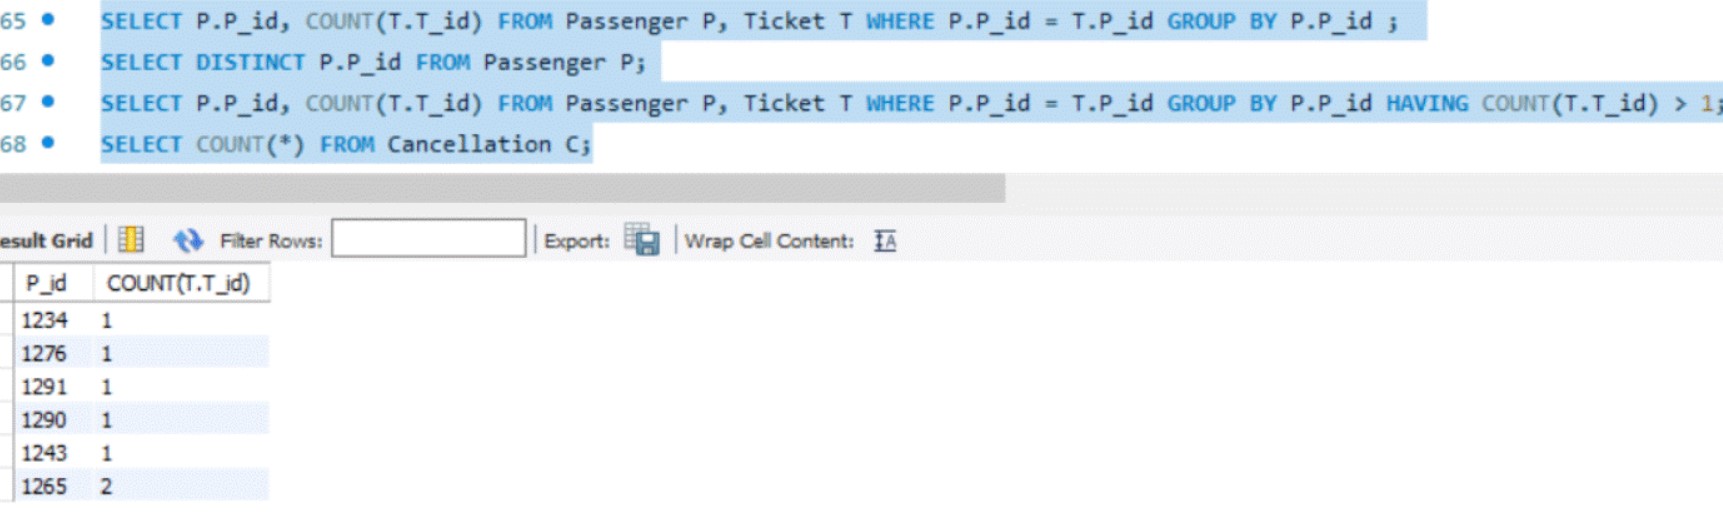 65 SELECT P.P_id, COUNT(T.T_id) FROM Passenger P, Ticket T WHERE P.P_id = T.P_id GROUP BY P.P_id ;
66 SELECT DISTINCT P.P_id FROM Passenger P;
67 SELECT P.P_id, COUNT(T.T_id) FROM Passenger P, Ticket T WHERE P.P_id = T.P_id GROUP BY P.P_id HAVING COUNT(T.T_id) > 1;
68 SELECT COUNT(*) FROM Cancellation C;
esult Grid Filter Rows: Export: Wrap Cell Content: IA
P_id COUNT(T.T_id)
1234 1
1276 1
1291 1
1290 1
1243 1
1265 2